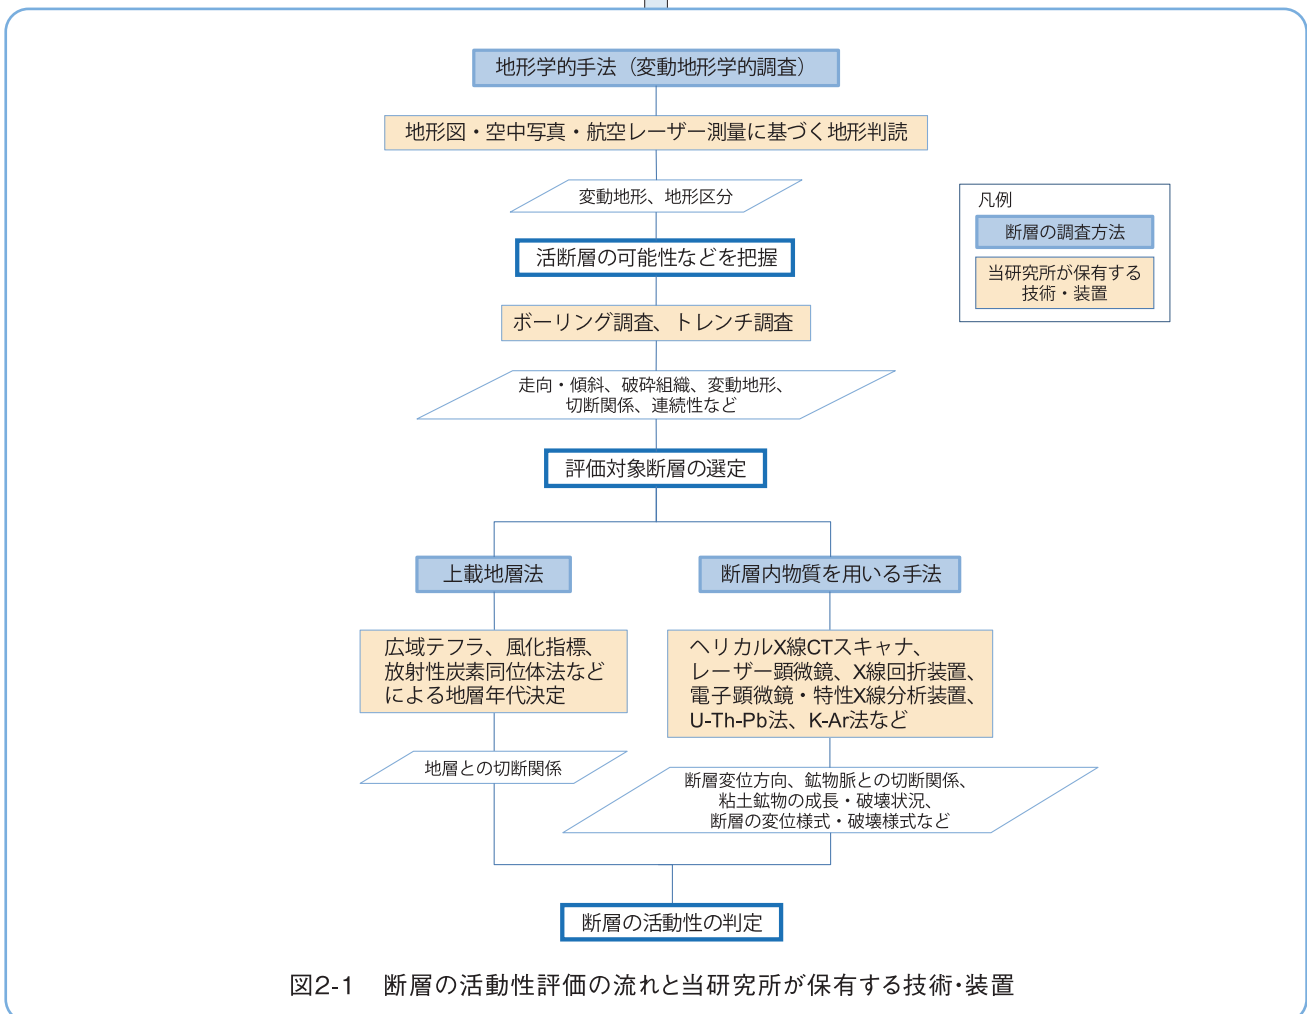 地形学的手法（変動地形学的調査）
地形図・空中写真・航空レーザー測量に基づく地形判読
変動地形、地形区分
活断層の可能性などを把握
凡例
断層の調査方法
当研究所が保有する
技術・装置
ボーリング調査、トレンチ調査
走向・傾斜、破砕組織、変動地形、
切断関係、連続性など
評価対象断層の選定
上載地層法
広域テフラ、風化指標、
放射性炭素同位体法など
による地層年代決定
地層との切断関係
断層内物質を用いる手法
ヘリカルX線CTスキャナ、
レーザー顕微鏡、X線回折装置、
電子顕微鏡・特性X線分析装置、
U-Th-Pb法、K-Ar法など
断層変位方向、鉱物脈との切断関係、
粘土鉱物の成長・破壊状況、
断層の変位様式・破壊様式など
断層の活動性の判定
図2-1　断層の活動性評価の流れと当研究所が保有する技術・装置